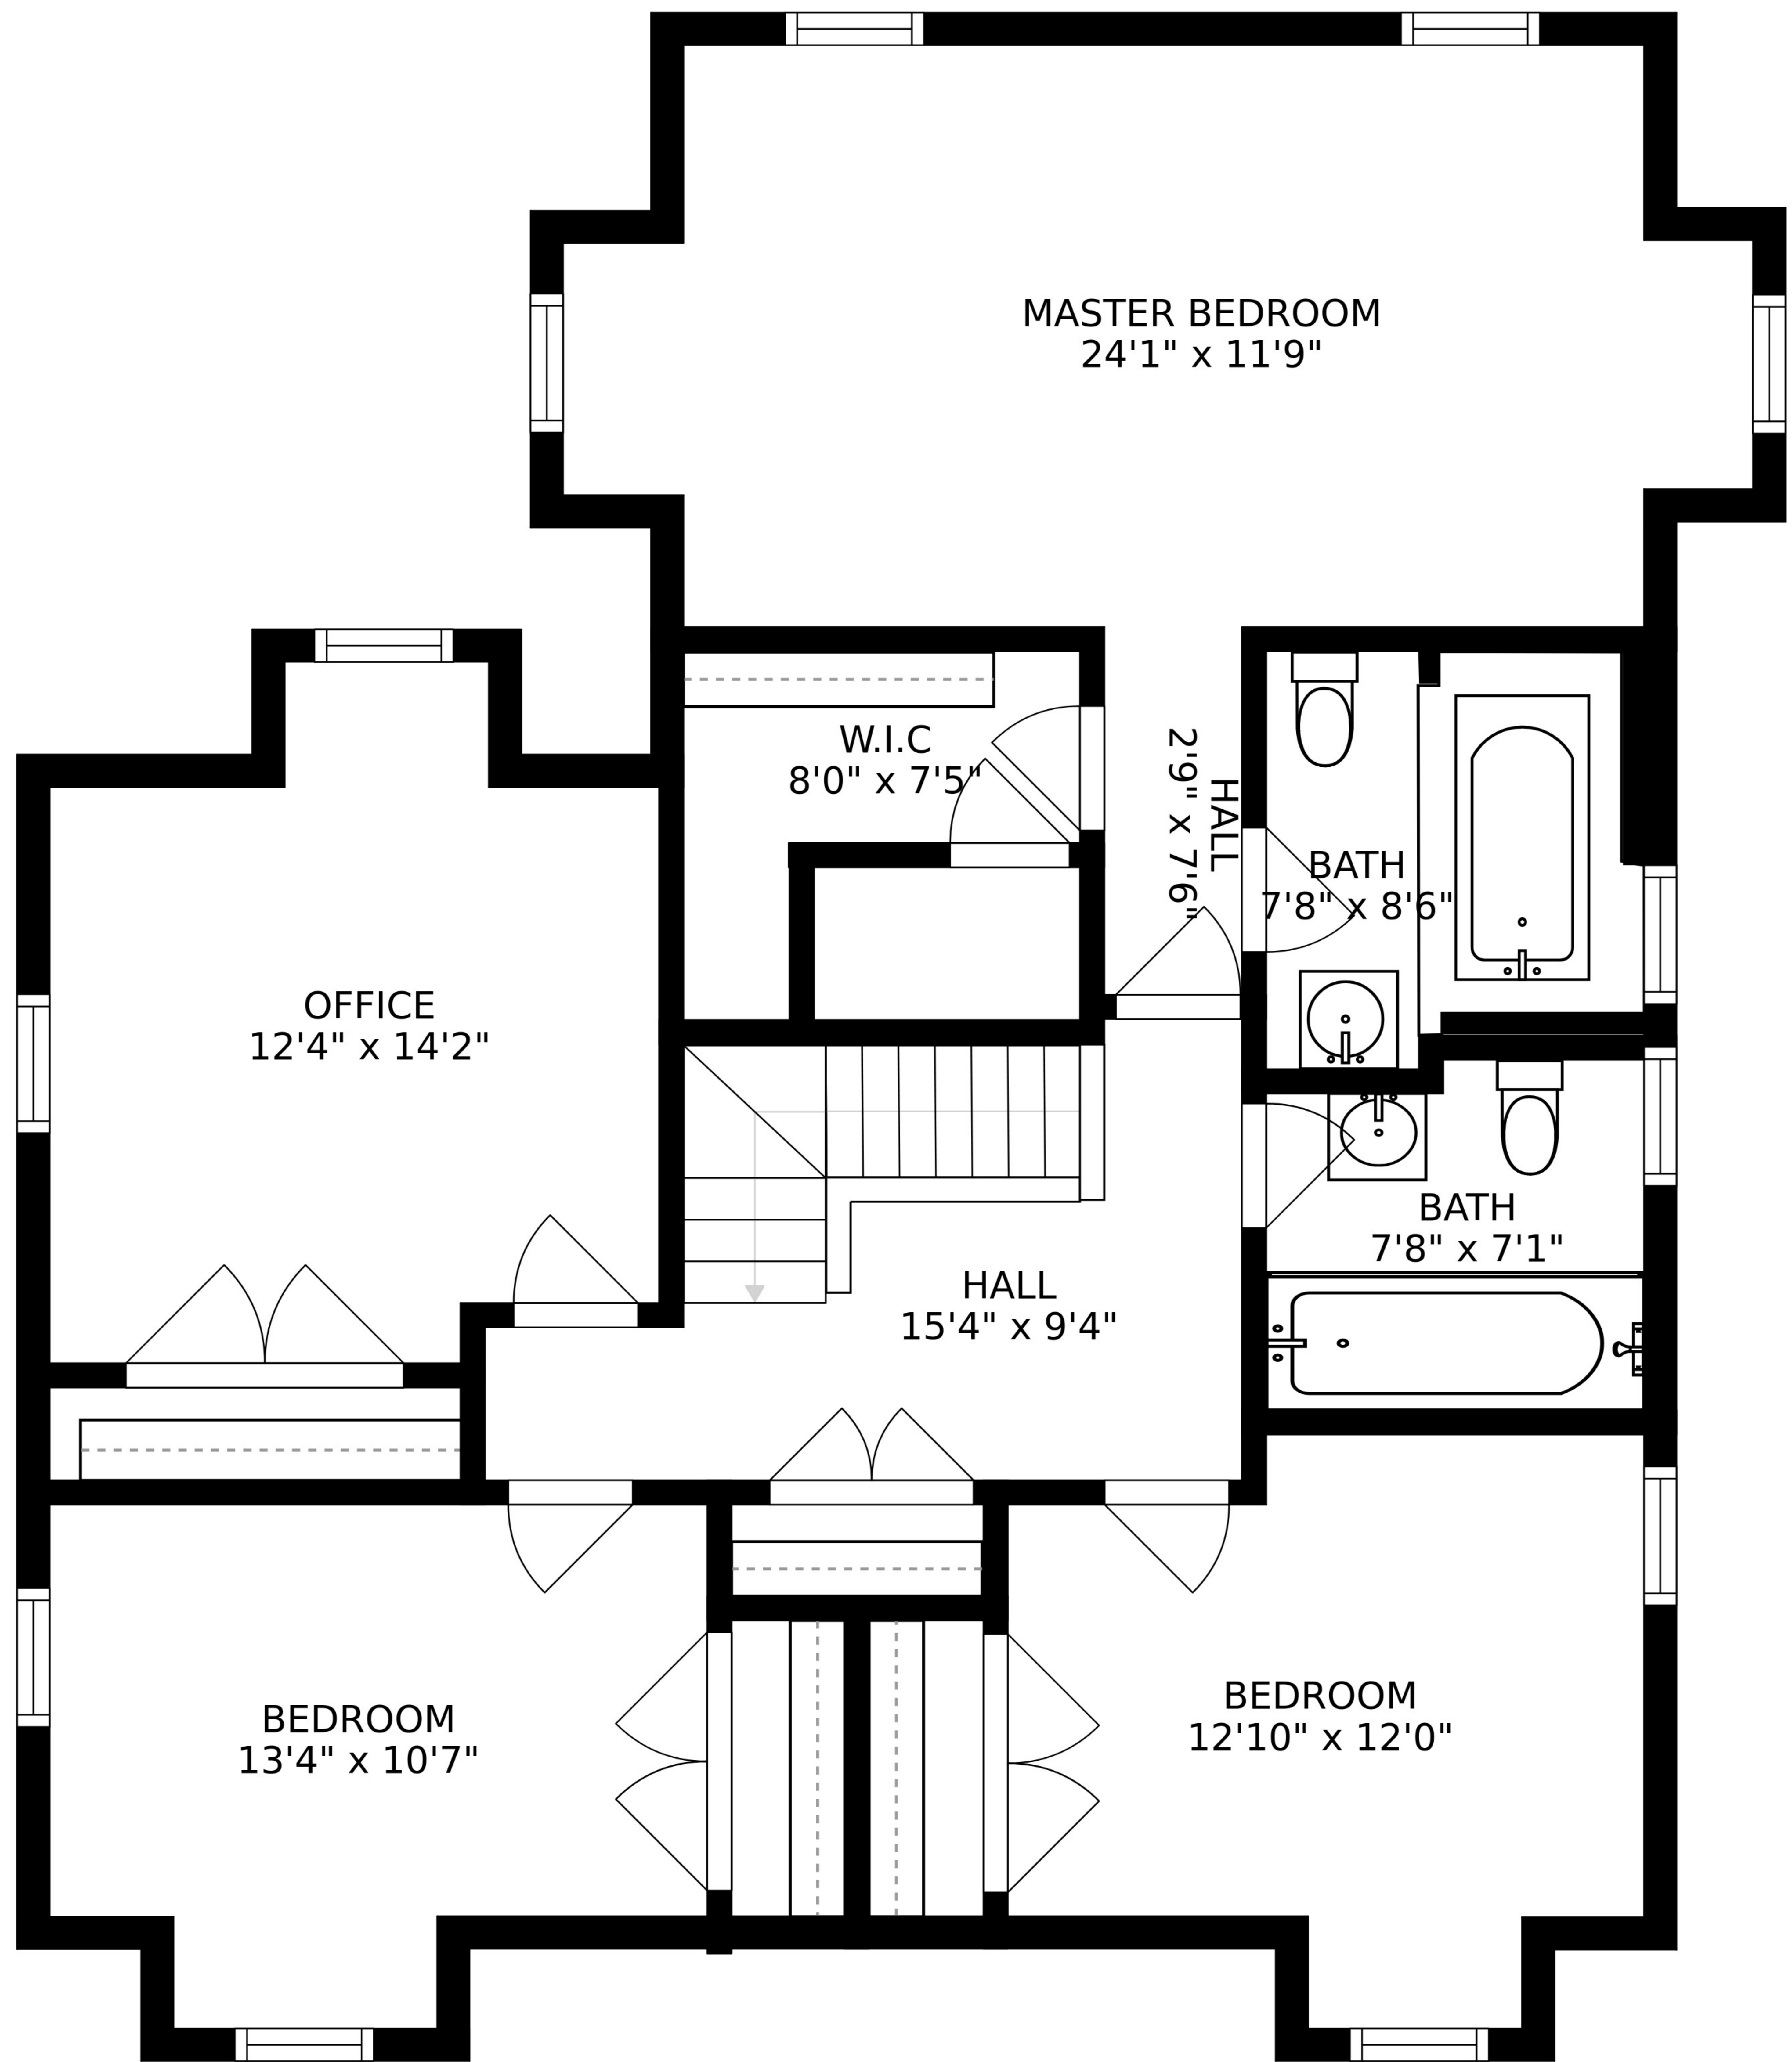 MASTER BEDROOM
24'1" x 11'9"
W.I.C
8'0" x 7'5"
HALL
2'9" x 7'6"
BATH
7'8" x 8'6"
OFFICE
12'4" x 14'2"
BATH
7'8" x 7'1"
HALL
15'4" x 9'4"
BEDROOM
13'4" x 10'7"
BEDROOM
12'10" x 12'0"